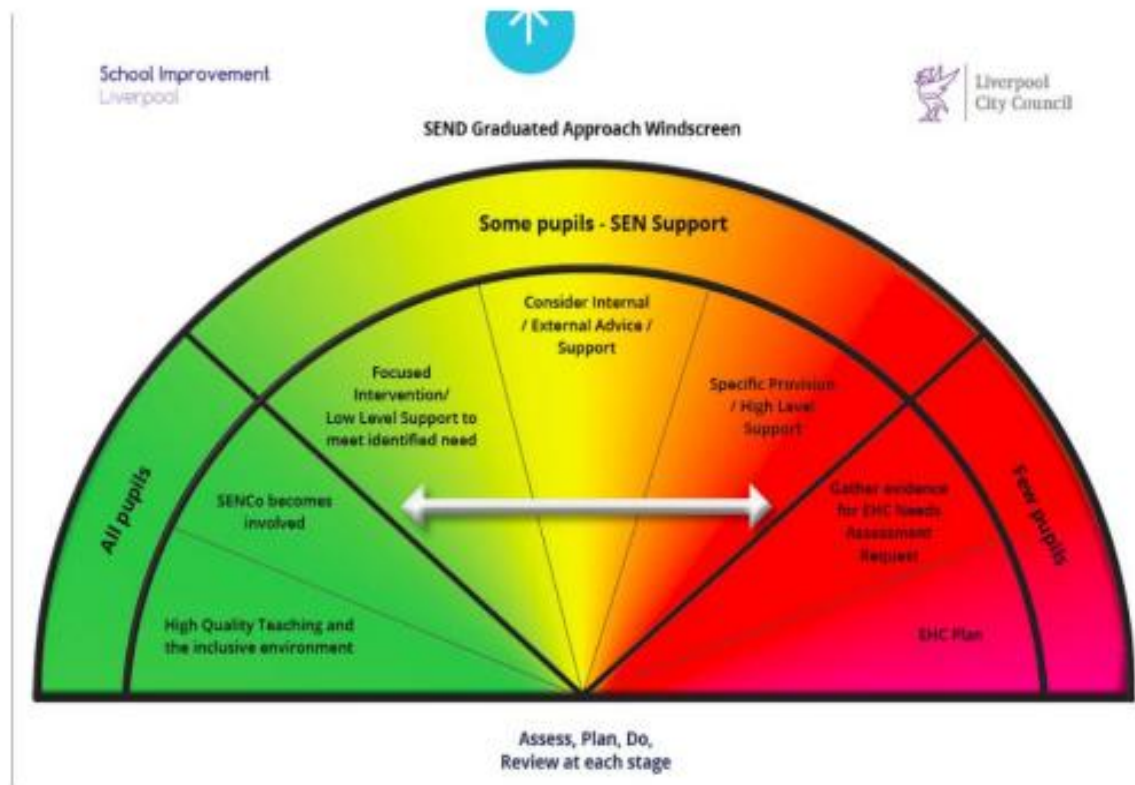 School Improvement
Liverpool
Liverpool
City Council
SEND Graduated Approach Windscreen
Some pupils - SEN Support
Consider Internal
/ External Advice /
Support
Focused
Intervention/
Low Level Support to
meet identified need
Specific Provision
/ High Level
Support
All pupils
SENCo becomes
involved
Gather evidence
for EHC Needs
Assessment
Request
Few pupils
High Quality Teaching and
the inclusive environment
EHC Plan
Assess, Plan, Do,
Review at each stage